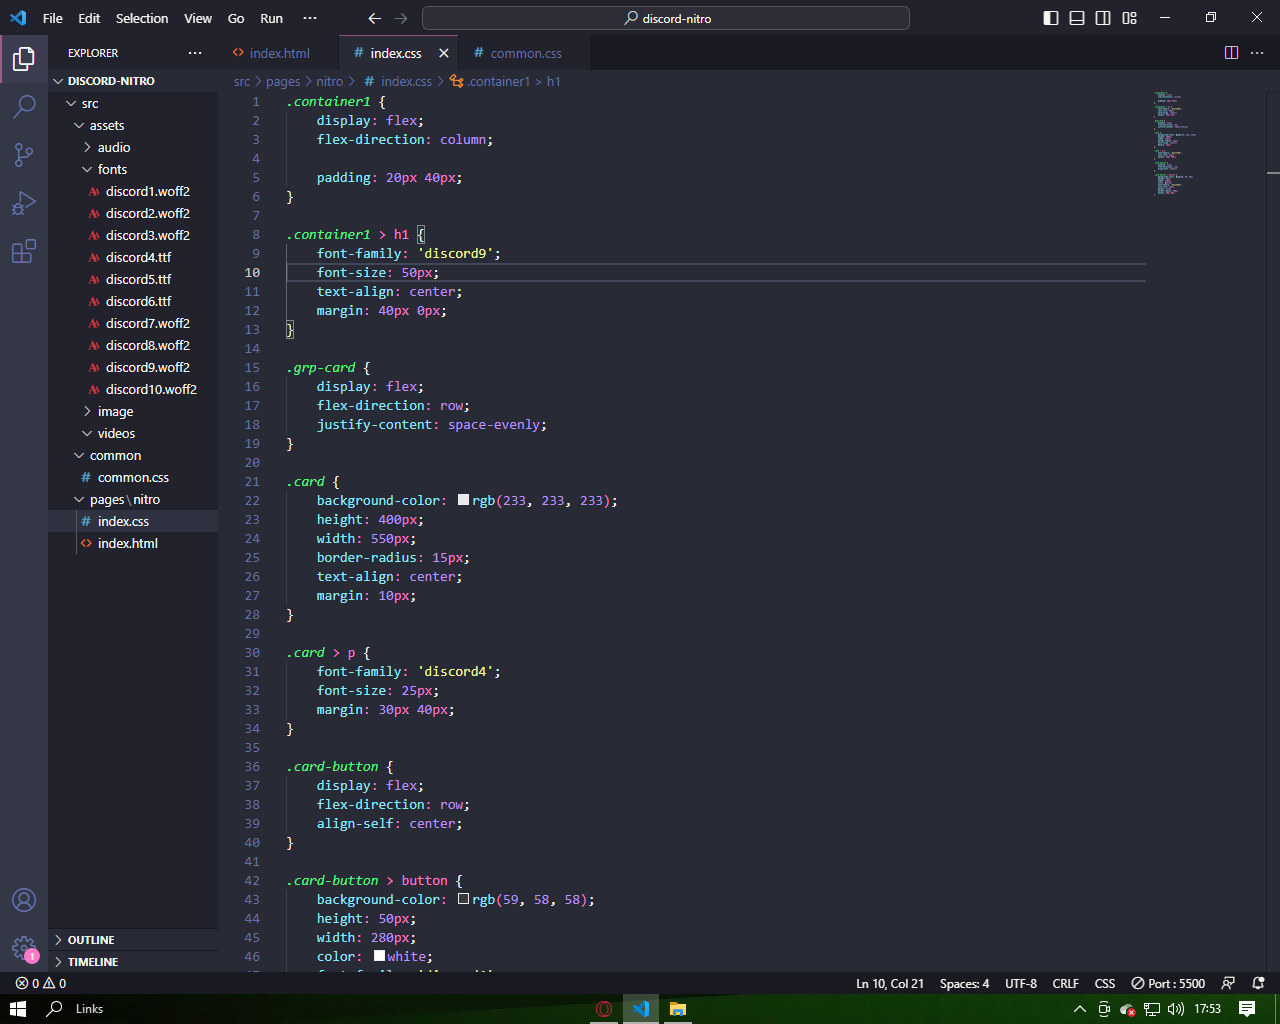 File Edit Selection View Go Run ··· discord-nitro
EXPLORER ··· index.html # index.css # common.css
DISCORD-NITRO
src
assets
audio
fonts
discord1.woff2
discord2.woff2
discord3.woff2
discord4.ttf
discord5.ttf
discord6.ttf
discord7.woff2
discord8.woff2
discord9.woff2
discord10.woff2
image
videos
common
# common.css
pages\nitro
# index.css
index.html
OUTLINE
TIMELINE
src > pages > nitro > # index.css > .container1 > h1
1 .container1 {
2 display: flex;
3 flex-direction: column;
4
5 padding: 20px 40px;
6 }
7
8 .container1 > h1 {
9 font-family: 'discord9';
10 font-size: 50px;
11 text-align: center;
12 margin: 40px 0px;
13 }
14
15 .grp-card {
16 display: flex;
17 flex-direction: row;
18 justify-content: space-evenly;
19 }
20
21 .card {
22 background-color: rgb(233, 233, 233);
23 height: 400px;
24 width: 550px;
25 border-radius: 15px;
26 text-align: center;
27 margin: 10px;
28 }
29
30 .card > p {
31 font-family: 'discord4';
32 font-size: 25px;
33 margin: 30px 40px;
34 }
35
36 .card-button {
37 display: flex;
38 flex-direction: row;
39 align-self: center;
40 }
41
42 .card-button > button {
43 background-color: rgb(59, 58, 58);
44 height: 50px;
45 width: 280px;
46 color: white;
1
0 0 Ln 10, Col 21 Spaces: 4 UTF-8 CRLF CSS Port : 5500
Links 17:53